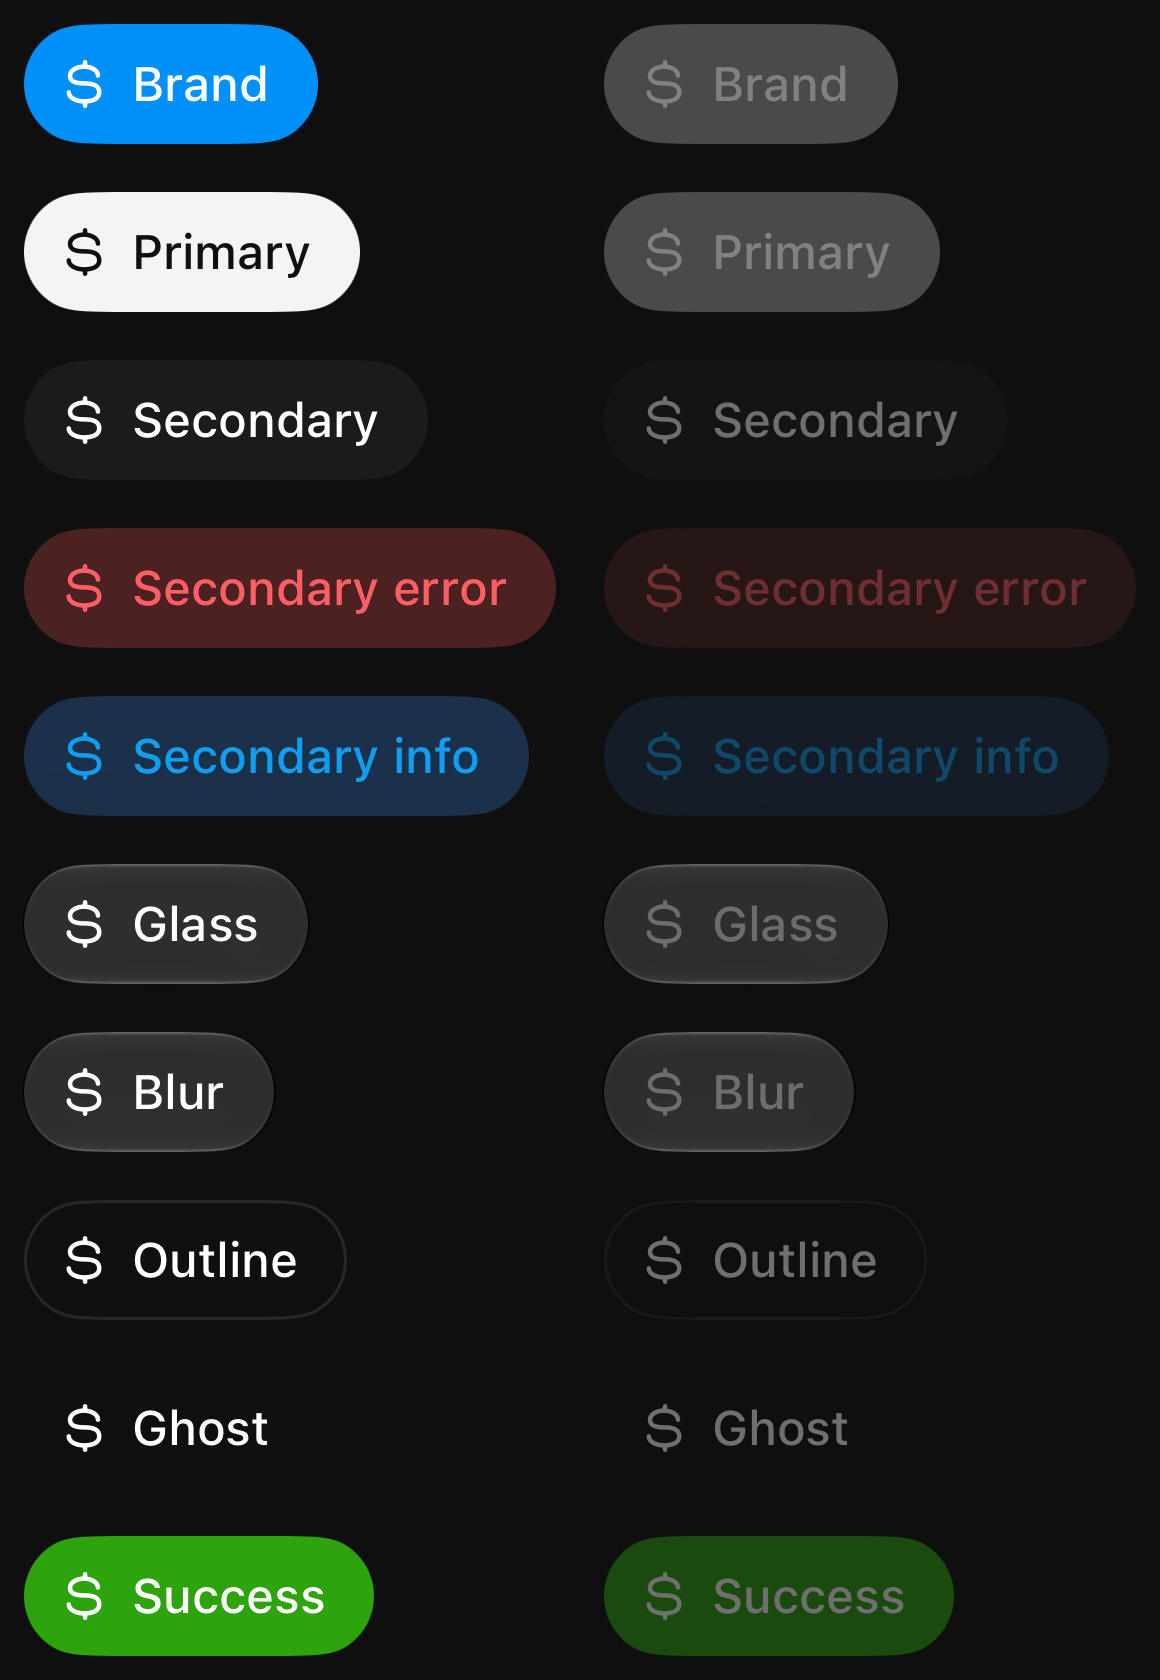 $ Brand
$ Brand
$ Primary
$ Primary
$ Secondary
$ Secondary
$ Secondary error
$ Secondary error
$ Secondary info
$ Secondary info
$ Glass
$ Glass
$ Blur
$ Blur
$ Outline
$ Outline
$ Ghost
$ Ghost
$ Success
$ Success